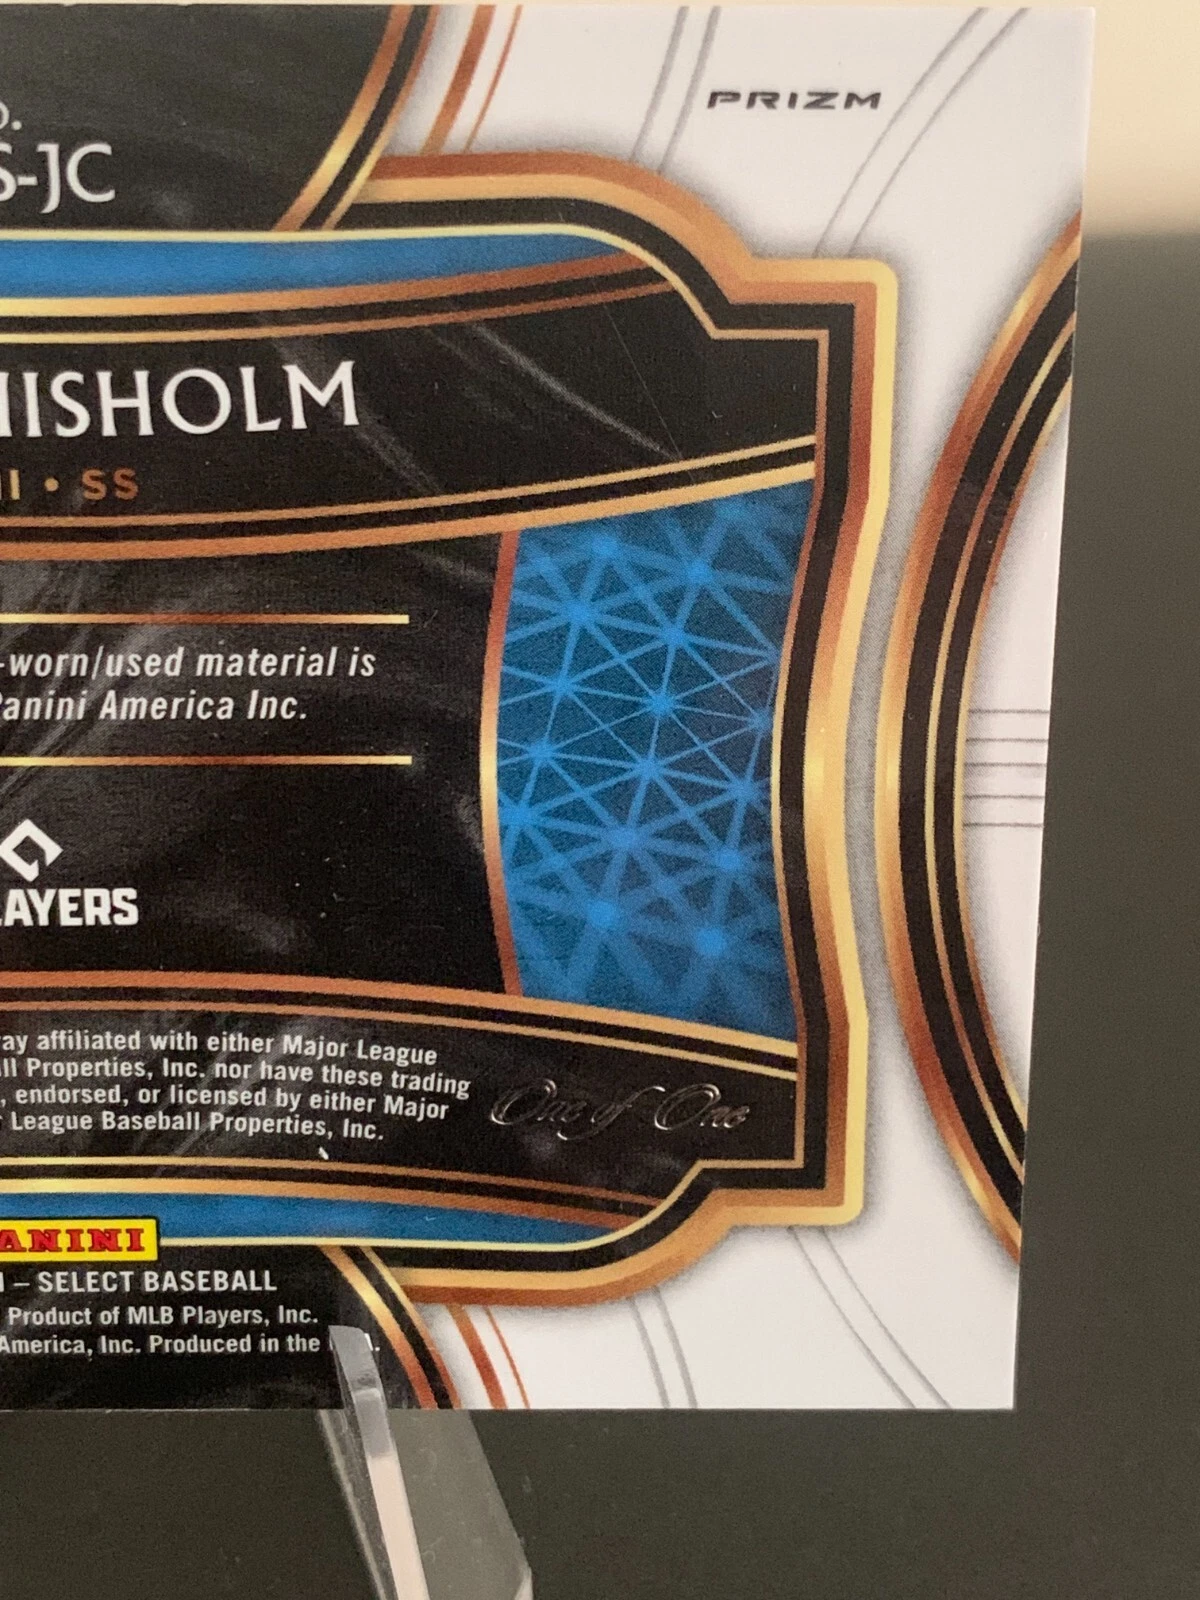 PRIZM
O.
S-JC
HISHOLM
II • SS
-worn/used material is
Panini America Inc.
LAYERS
ay affiliated with either Major League
ll Properties, Inc. nor have these trading
, endorsed, or licensed by either Major
r League Baseball Properties, Inc.
One of One
PANINI
– SELECT BASEBALL
Product of MLB Players, Inc.
America, Inc. Produced in the